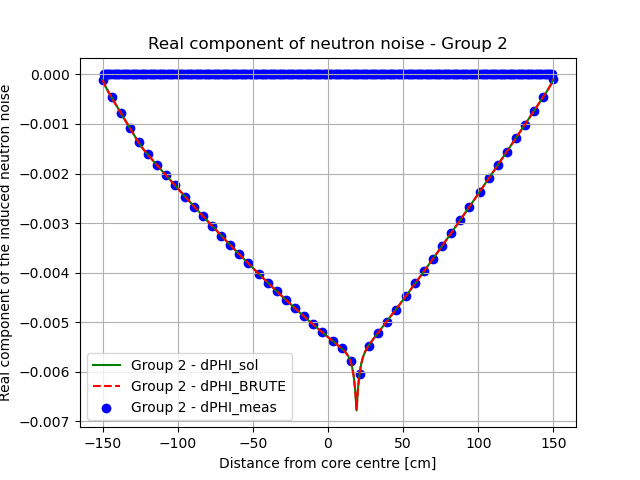 Real component of neutron noise - Group 2
Real component of the induced neutron noise
0.000
−0.001
−0.002
−0.003
−0.004
−0.005
−0.006
−0.007
Group 2 - dPHI_sol
Group 2 - dPHI_BRUTE
Group 2 - dPHI_meas
−150
−100
−50
0
50
100
150
Distance from core centre [cm]